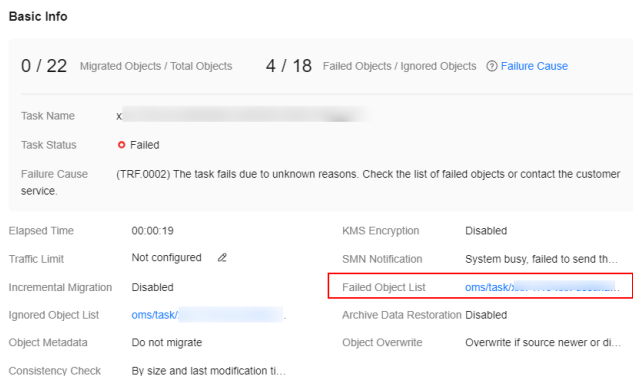 Basic Info
0 / 22 Migrated Objects / Total Objects 4 / 18 Failed Objects / Ignored Objects ? Failure Cause
Task Name x
Task Status Failed
Failure Cause (TRF.0002) The task fails due to unknown reasons. Check the list of failed objects or contact the customer
service.
Elapsed Time 00:00:19 KMS Encryption Disabled
Traffic Limit Not configured SMN Notification System busy, failed to send th...
Incremental Migration Disabled Failed Object List oms/task/
Ignored Object List oms/task/ Archive Data Restoration Disabled
Object Metadata Do not migrate Object Overwrite Overwrite if source newer or di...
Consistency Check By size and last modification ti...